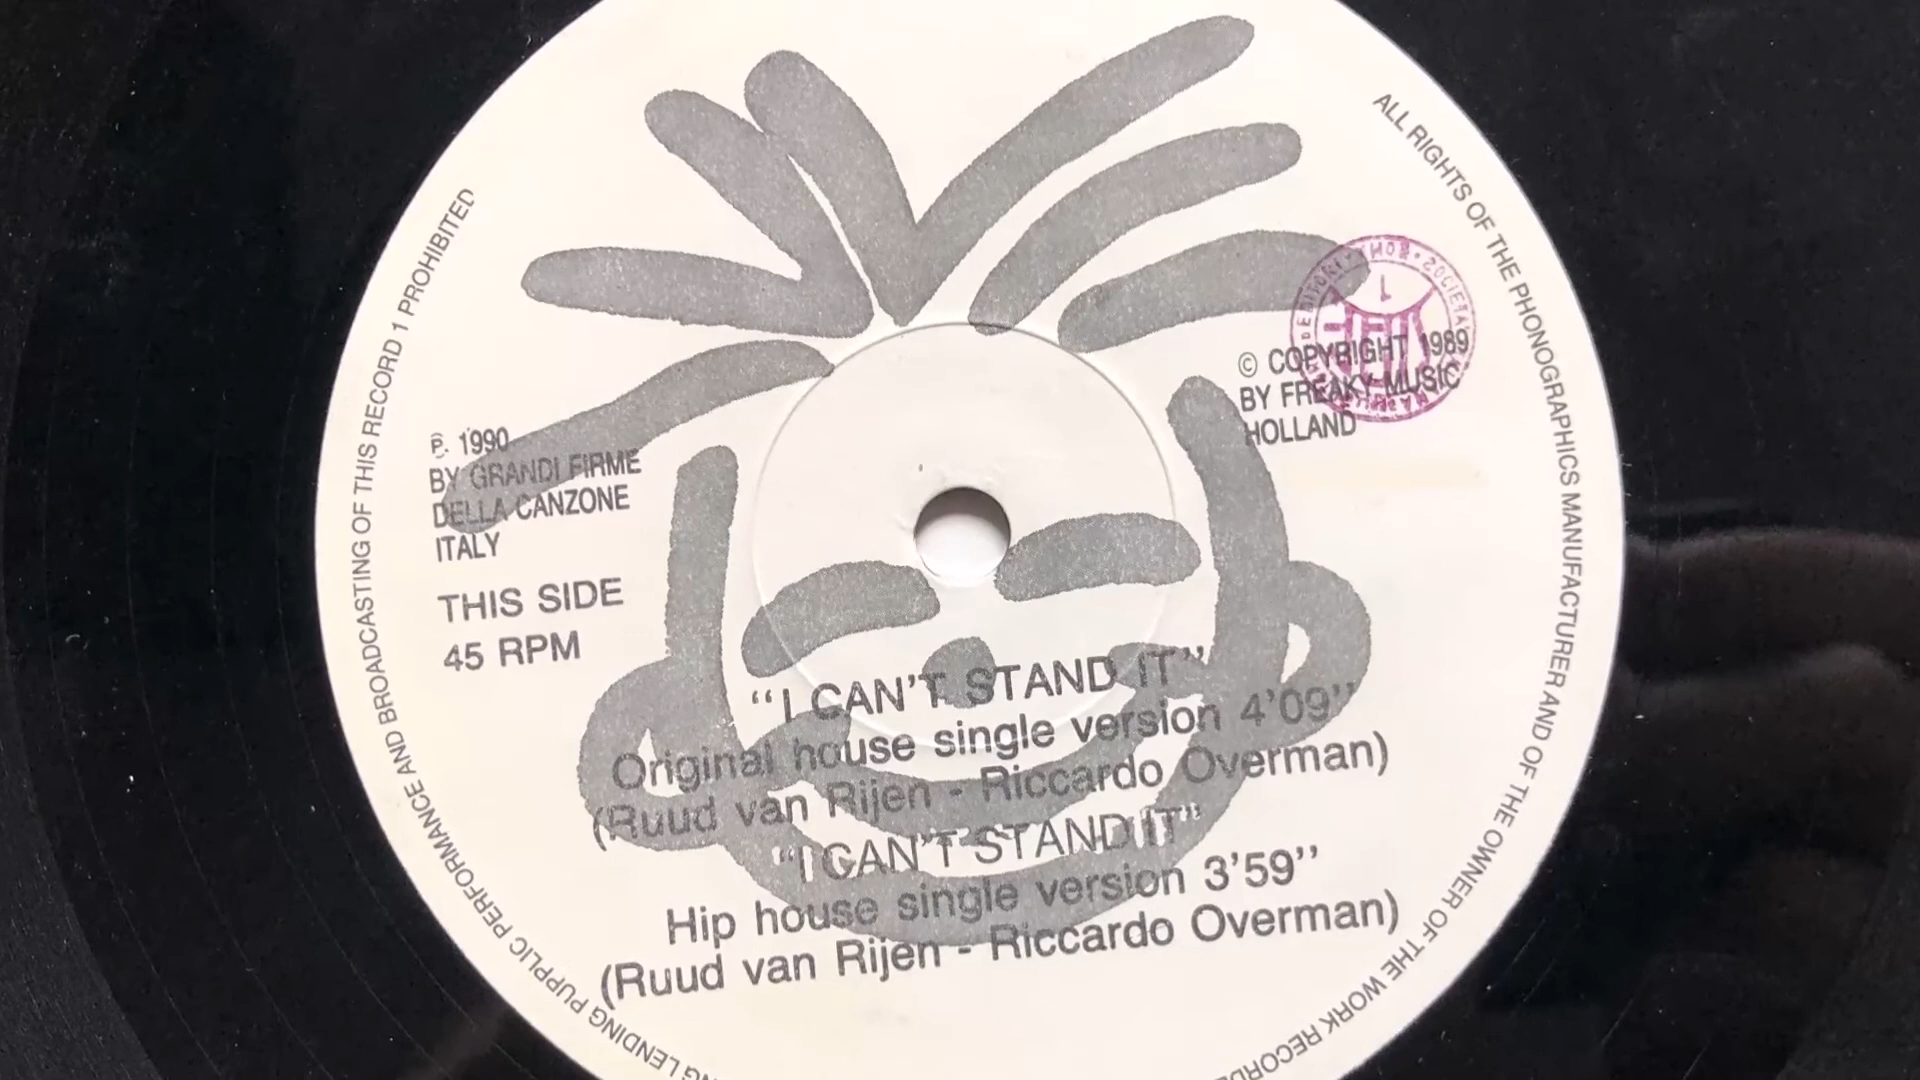 ALL RIGHTS OF THE PHONOGRAPHICS MANUFACTURER AND OF THE OWNER OF THE WORK RECORDE
LENDING PUPPLIC PERFORMANCE AND BROADCASTING OF THIS RECORD 1 PROHIBITED
© COPYRIGHT 1989
BY FREAKY MUSIC
HOLLAND
℗. 1990
BY GRANDI FIRME
DELLA CANZONE
ITALY
THIS SIDE
45 RPM
“I CAN’T STAND IT”
Original house single version 4’09’’
(Ruud van Rijen - Riccardo Overman)
“I CAN’T STAND IT”
Hip house single version 3’59’’
(Ruud van Rijen - Riccardo Overman)